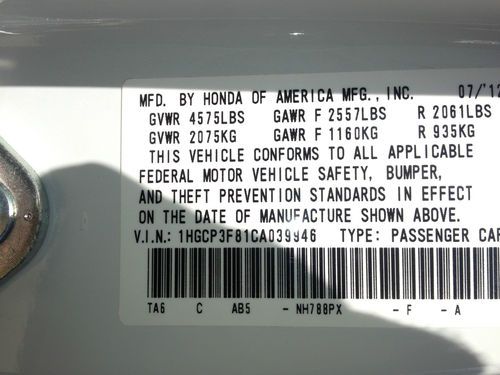 MFD. BY HONDA OF AMERICA MFG., INC. 07/'12
GVWR 4575LBS GAWR F 2557LBS R 2061LBS
GVWR 2075KG GAWR F 1160KG R 935KG
THIS VEHICLE CONFORMS TO ALL APPLICABLE
FEDERAL MOTOR VEHICLE SAFETY, BUMPER,
AND THEFT PREVENTION STANDARDS IN EFFECT
ON THE DATE OF MANUFACTURE SHOWN ABOVE.
V.I.N.: 1HGCP3F81CA039946 TYPE: PASSENGER CAR
TA6 C AB5 - NH788PX - F - A